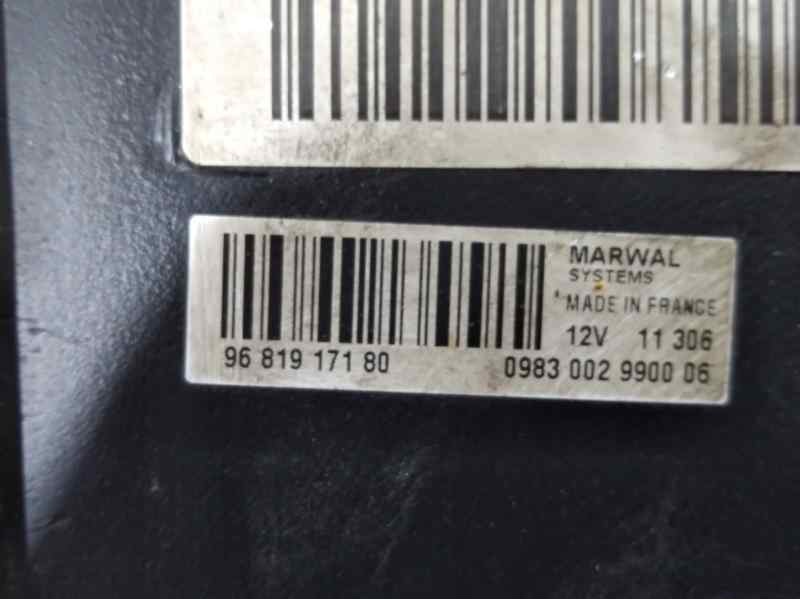 MARWAL
SYSTEMS
MADE IN FRANCE
12V 11 306
96 819 171 80 0983 002 9900 06